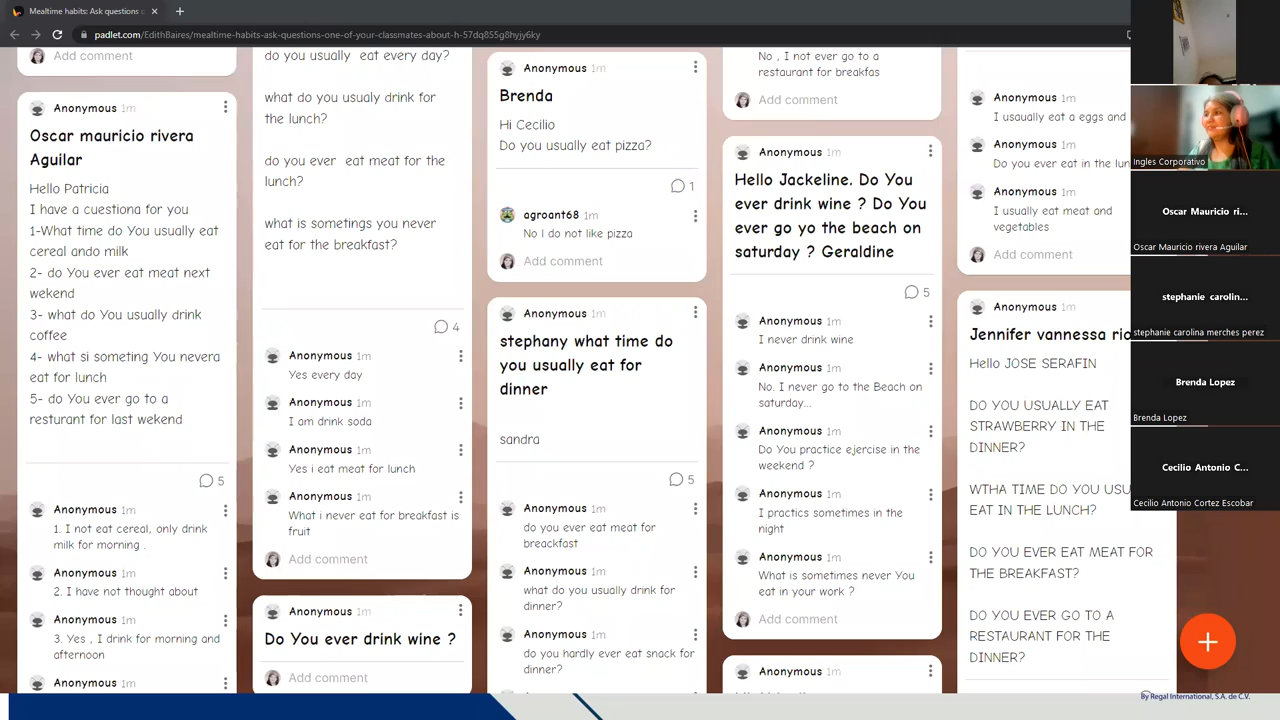 Mealtime habits: Ask questions o
padlet.com/EdithBaires/mealtime-habits-ask-questions-one-of-your-classmates-about-h-57dq855g8hyjy6ky
Add comment
Anonymous 1m
Oscar mauricio rivera
Aguilar
Hello Patricia
I have a cuestiona for you
1-What time do You usually eat
cereal ando milk
2- do You ever eat meat next
wekend
3- what do You usually drink
coffee
4- what si someting You nevera
eat for lunch
5- do You ever go to a
resturant for last wekend
5
Anonymous 1m
1. I not eat cereal, only drink
milk for morning .
Anonymous 1m
2. I have not thought about
Anonymous 1m
3. Yes , I drink for morning and
afternoon
Anonymous 1m
do you usually eat every day?
what do you usualy drink for
the lunch?
do you ever eat meat for the
lunch?
what is sometings you never
eat for the breakfast?
4
Anonymous 1m
Yes every day
Anonymous 1m
I am drink soda
Anonymous 1m
Yes i eat meat for lunch
Anonymous 1m
What i never eat for breakfast is
fruit
Add comment
Anonymous 1m
Do You ever drink wine ?
Add comment
Anonymous 1m
Brenda
Hi Cecilio
Do you usually eat pizza?
1
agroant68 1m
No I do not like pizza
Add comment
Anonymous 1m
stephany what time do
you usually eat for
dinner
sandra
5
Anonymous 1m
do you ever eat meat for
breackfast
Anonymous 1m
what do you usually drink for
dinner?
Anonymous 1m
do you hardly ever eat snack for
dinner?
No , I not ever go to a
restaurant for breakfas
Add comment
Anonymous 1m
Hello Jackeline. Do You
ever drink wine ? Do You
ever go yo the beach on
saturday ? Geraldine
5
Anonymous 1m
I never drink wine
Anonymous 1m
No. I never go to the Beach on
saturday...
Anonymous 1m
Do You practice ejercise in the
weekend ?
Anonymous 1m
I practics sometimes in the
night
Anonymous 1m
What is sometimes never You
eat in your work ?
Add comment
Anonymous 1m
Anonymous 1m
I usaually eat a eggs and
Anonymous 1m
Do you ever eat in the lun
Anonymous 1m
I usually eat meat and
vegetables
Add comment
Anonymous 1m
Jennifer vannessa rio
Hello JOSE SERAFIN
DO YOU USUALLY EAT
STRAWBERRY IN THE
DINNER?
WTHA TIME DO YOU USU
EAT IN THE LUNCH?
DO YOU EVER EAT MEAT FOR
THE BREAKFAST?
DO YOU EVER GO TO A
RESTAURANT FOR THE
DINNER?
Ingles Corporativo
Oscar Mauricio ri...
Oscar Mauricio rivera Aguilar
stephanie carolin...
stephanie carolina merches perez
Brenda Lopez
Brenda Lopez
Cecilio Antonio C...
Cecilio Antonio Cortez Escobar
By Regal International, S.A. de C.V.